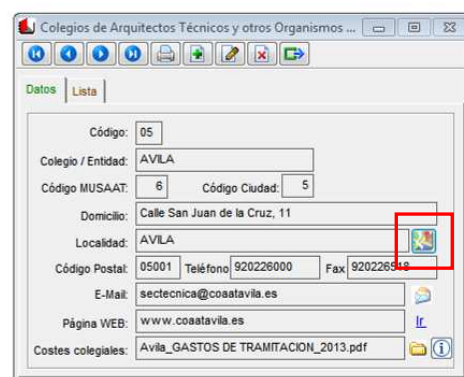 Colegios de Arquitectos Técnicos y otros Organismos ...
Datos Lista
Código: 05
Colegio / Entidad: AVILA
Código MUSAAT: 6 Código Ciudad: 5
Domicilio: Calle San Juan de la Cruz, 11
Localidad: AVILA
Código Postal: 05001 Teléfono 920226000 Fax 920226518
E-Mail: sectecnica@coaatavila.es
Página WEB: www.coaatavila.es Ir
Costes colegiales: Avila_GASTOS DE TRAMITACION_2013.pdf